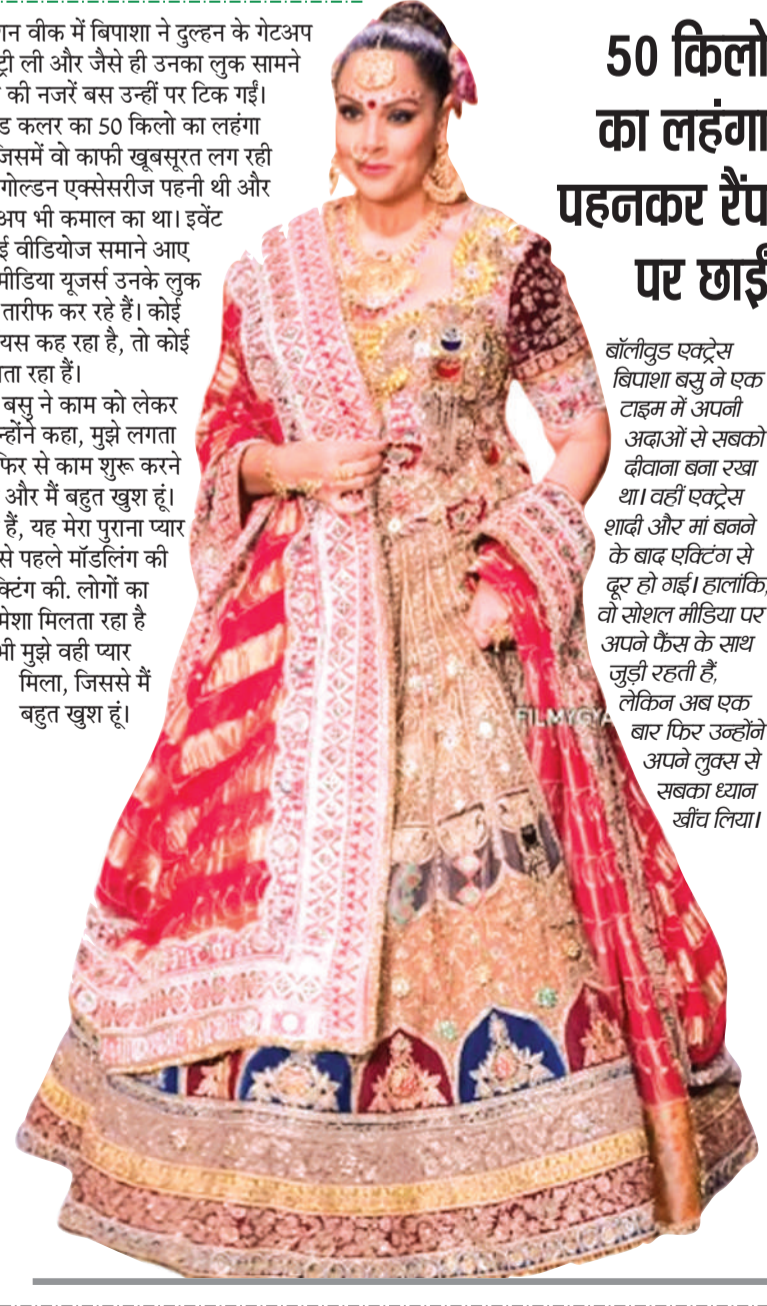 50 किलो
का लहंगा
पहनकर रैंप
पर छाईं
बॉलीवुड एक्ट्रेस
बिपाशा बसु ने एक
टाइम में अपनी
अदाओं से सबको
दीवाना बना रखा
था। वहीं एक्ट्रेस
शादी और मां बनने
के बाद एक्टिंग से
दूर हो गई। हालांकि,
वो सोशल मीडिया पर
अपने फैंस के साथ
जुड़ी रहती हैं,
लेकिन अब एक
बार फिर उन्होंने
अपने लुक्स से
सबका ध्यान
खींच लिया।
वीक में बिपाशा ने दुल्हन के गेटअप
ली और जैसे ही उनका लुक सामने
की नजरें बस उन्हीं पर टिक गईं।
कलर का 50 किलो का लहंगा
जिसमें वो काफी खूबसूरत लग रही
गोल्डन एक्सेसरीज पहनी थी और
भी कमाल का था। इवेंट
वीडियोज समाने आए
मीडिया यूजर्स उनके लुक
तारीफ कर रहे हैं। कोई
कह रहा है, तो कोई
रहा हैं।
बसु ने काम को लेकर
कहा, मुझे लगता
फिर से काम शुरू करने
और मैं बहुत खुश हूं।
हैं, यह मेरा पुराना प्यार
से पहले मॉडलिंग की
की. लोगों का
मिलता रहा है
मुझे वही प्यार
मिला, जिससे मैं
बहुत खुश हूं।
FILMYGYA